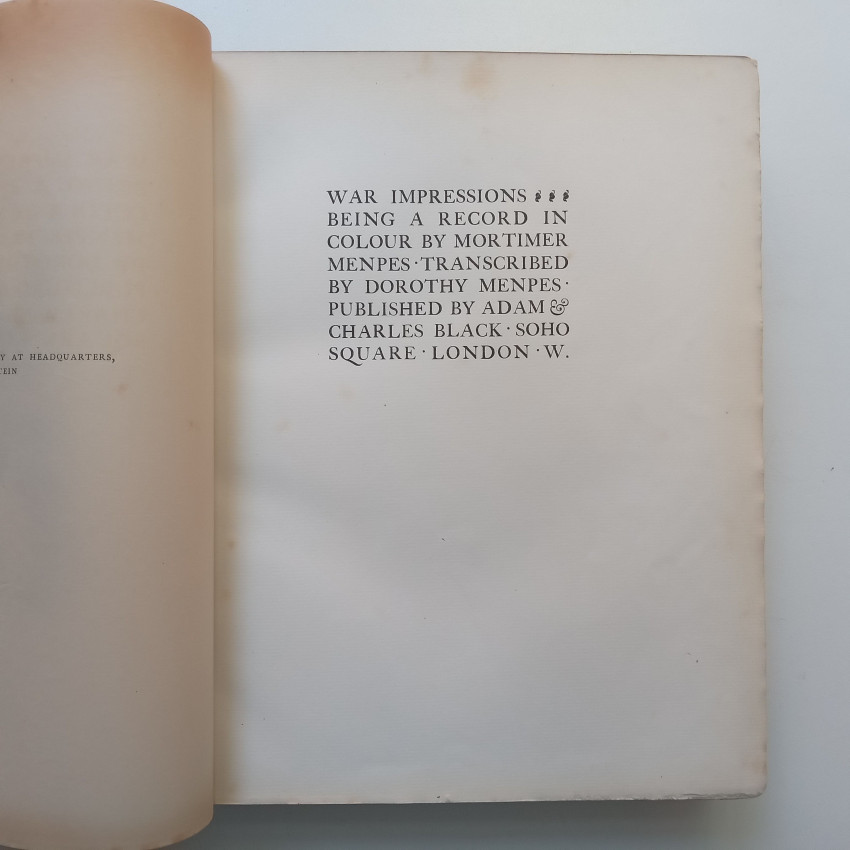 Y AT HEADQUARTERS,
TEIN
WAR IMPRESSIONS
BEING A RECORD IN
COLOUR BY MORTIMER
MENPES · TRANSCRIBED
BY DOROTHY MENPES ·
PUBLISHED BY ADAM &
CHARLES BLACK · SOHO
SQUARE · LONDON · W.